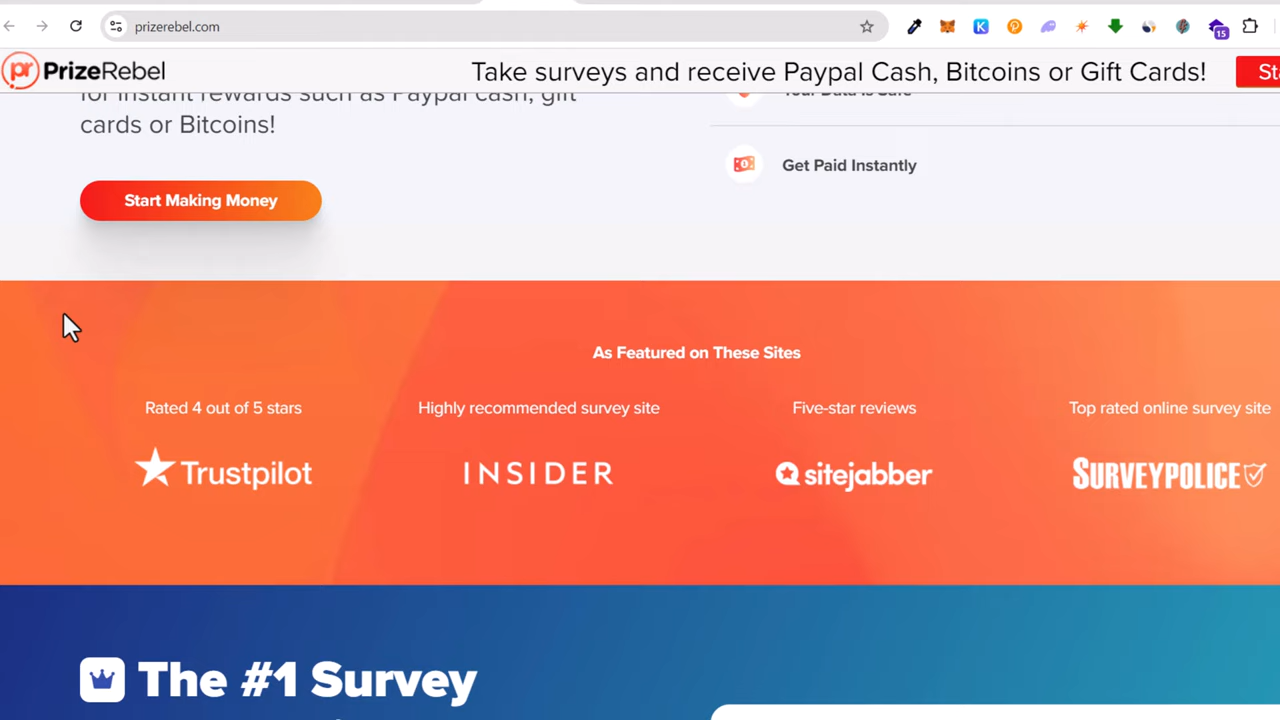 prizerebel.com
15
pr PrizeRebel
Take surveys and receive Paypal Cash, Bitcoins or Gift Cards!
for instant rewards such as Paypal cash, gift
cards or Bitcoins!
Your Data is Safe
Get Paid Instantly
Start Making Money
As Featured on These Sites
Rated 4 out of 5 stars
Trustpilot
Highly recommended survey site
INSIDER
Five-star reviews
sitejabber
Top rated online survey site
SURVEYPOLICE
The #1 Survey